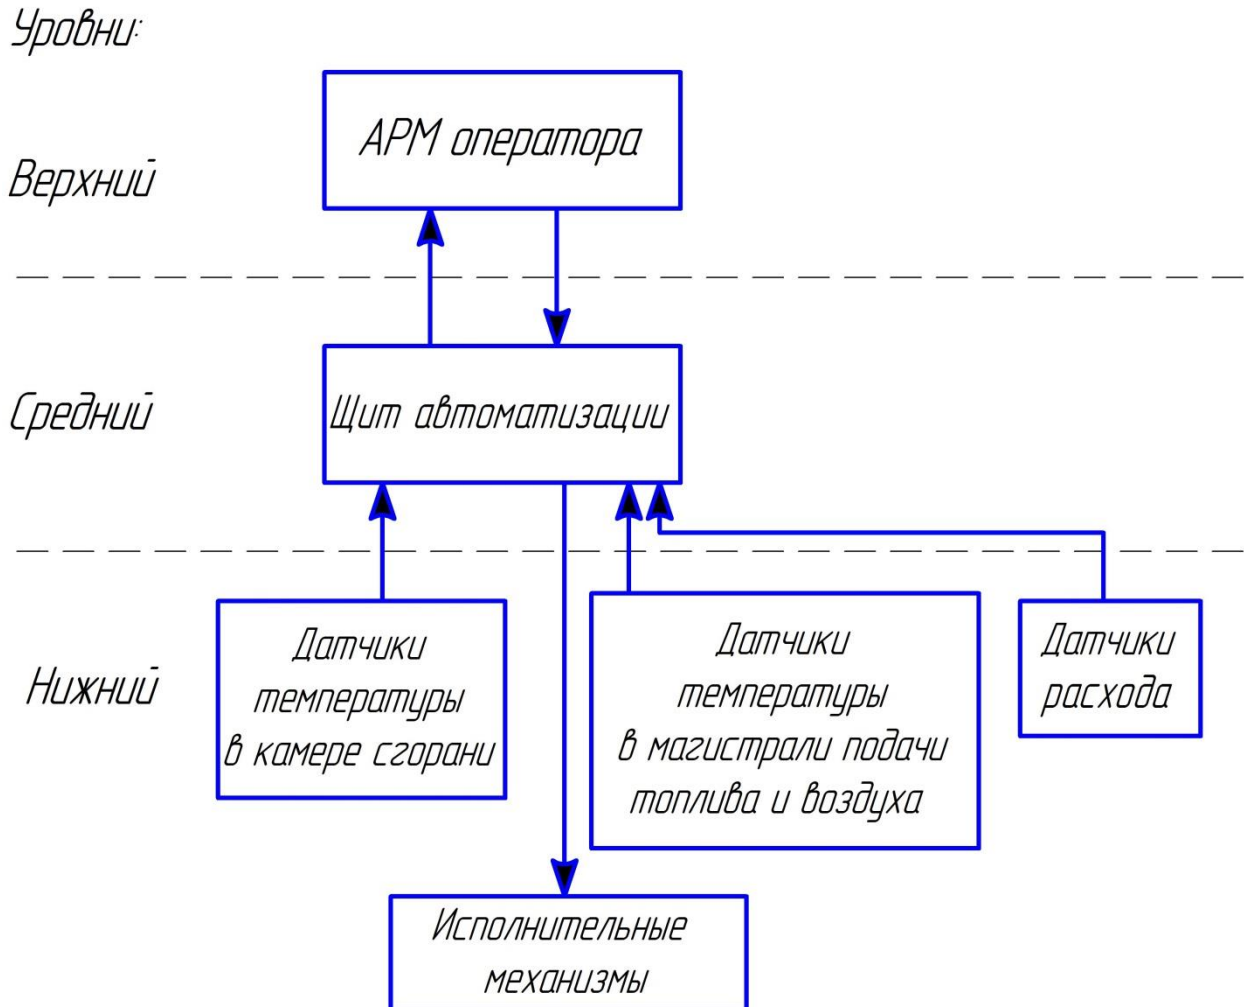 Уровни:
Верхний
АРМ оператора
Средний
Щит автоматизации
Нижний
Датчики
температуры
в камере сгорани
Датчики
температуры
в магистрали подачи
топлива и воздуха
Датчики
расхода
Исполнительные
механизмы